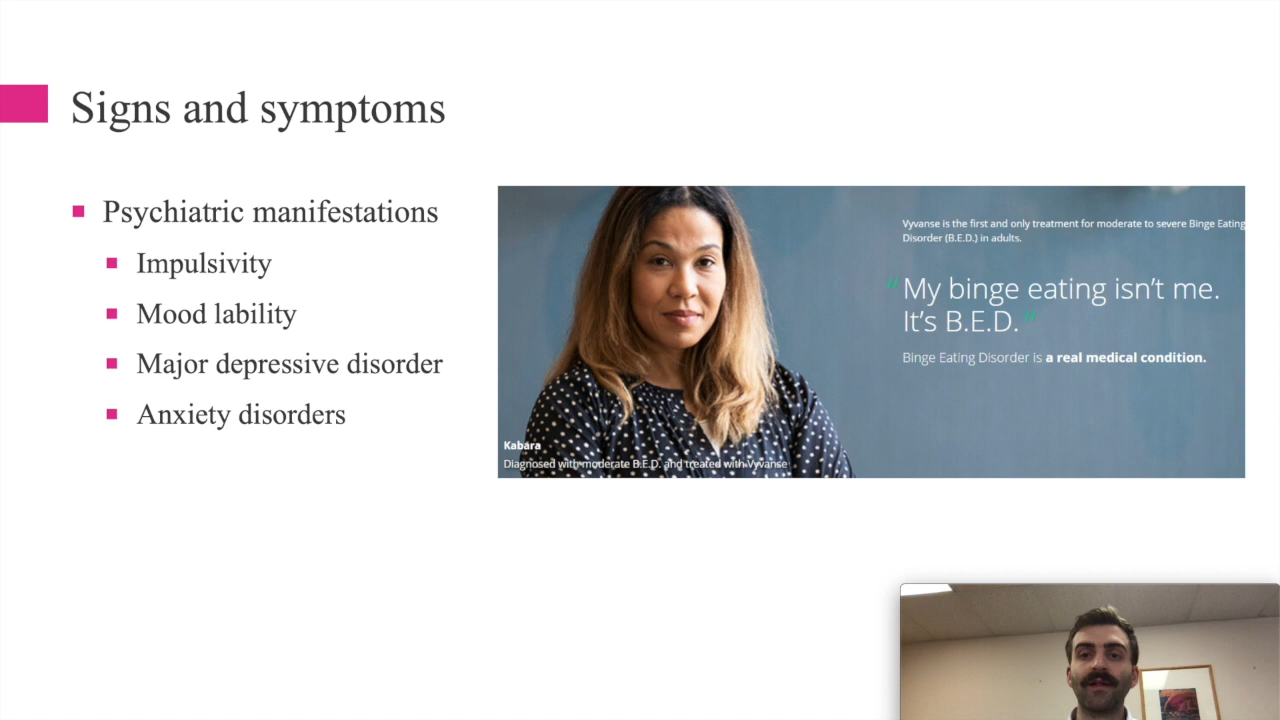 Signs and symptoms
Psychiatric manifestations
Impulsivity
Mood lability
Major depressive disorder
Anxiety disorders
Vyvanse is the first and only treatment for moderate to severe Binge Eating
Disorder (B.E.D.) in adults.
“My binge eating isn’t me.
It’s B.E.D.”
Binge Eating Disorder is a real medical condition.
Kabara
Diagnosed with moderate B.E.D. and treated with Vyvanse